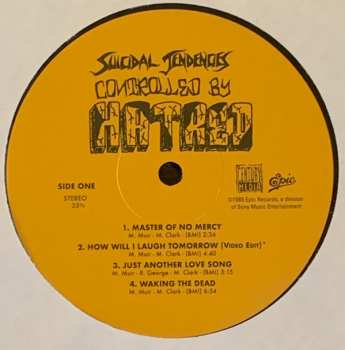 SUICIDAL TENDENCIES
CONTROLLED BY
HATRED
SIDE ONE
STEREO
33⅓
Epic
©1989 Epic Records, a division
of Sony Music Entertainment
1. MASTER OF NO MERCY
M. Muir - M. Clark - (BMI) 2:34
2. HOW WILL I LAUGH TOMORROW (VIDEO EDIT)*
M. Muir - M. Clark - (BMI) 4:40
3. JUST ANOTHER LOVE SONG
M. Muir - R. George - M. Clark - (BMI) 3:15
4. WAKING THE DEAD
M. Muir - M. Clark - (BMI) 6:54